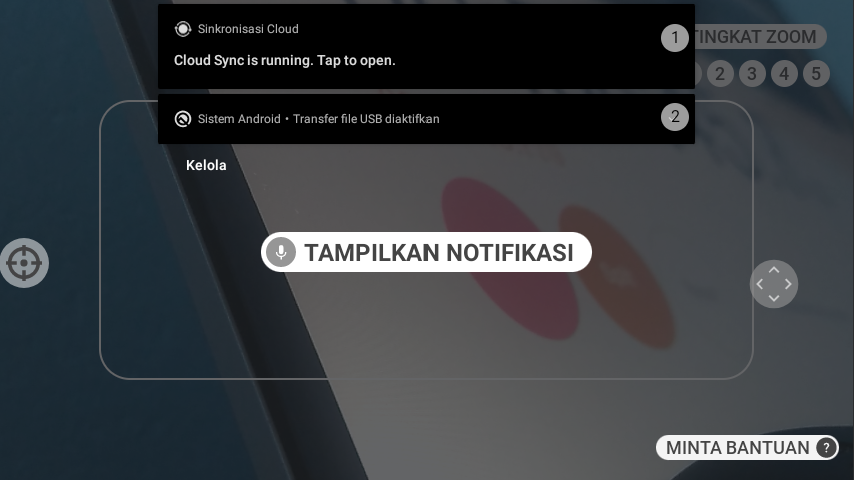 Sinkronisasi Cloud
1
Cloud Sync is running. Tap to open.
TINGKAT ZOOM
2 3 4 5
Sistem Android • Transfer file USB diaktifkan
2
Kelola
TAMPILKAN NOTIFIKASI
MINTA BANTUAN ?